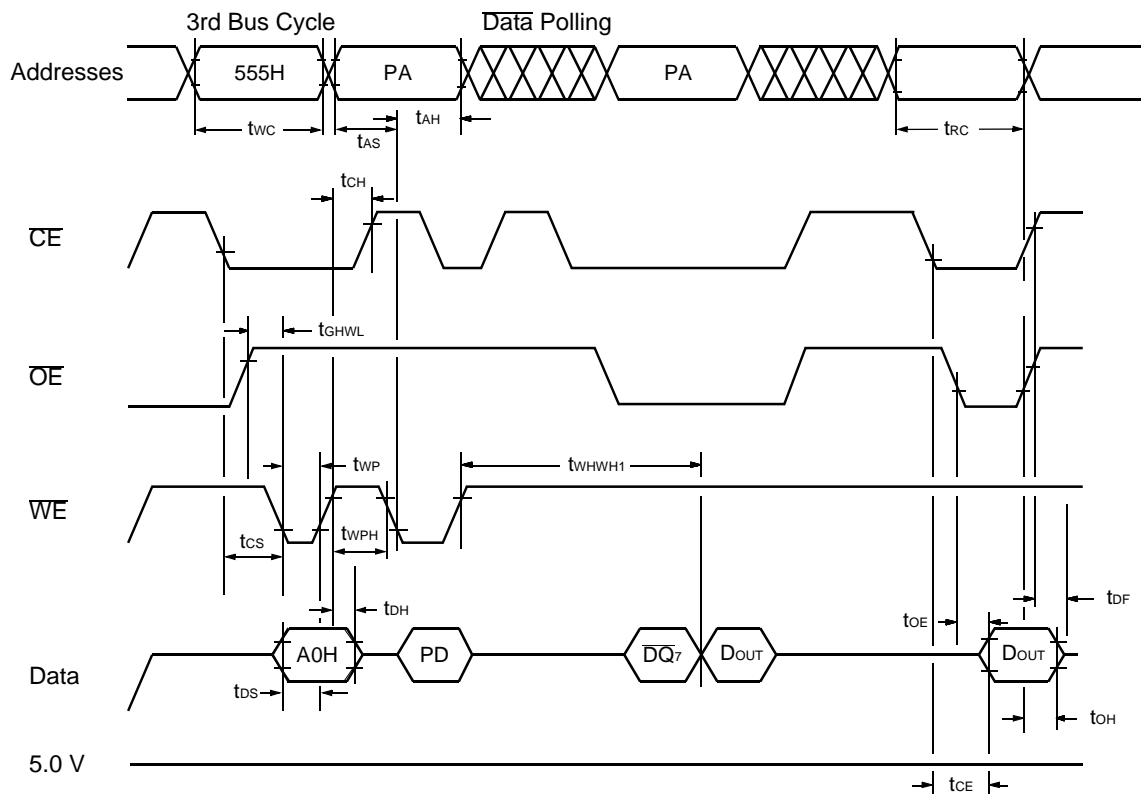 3rd Bus Cycle
Data Polling
Addresses
555H
PA
PA
tWC
tAS
tAH
tRC
tCH
CE
tGHWL
OE
tWP
tWHWH1
WE
tCS
tWPH
tDH
tOE
tDF
Data
A0H
PD
DQ7
DOUT
DOUT
tDS
tOH
5.0 V
tCE